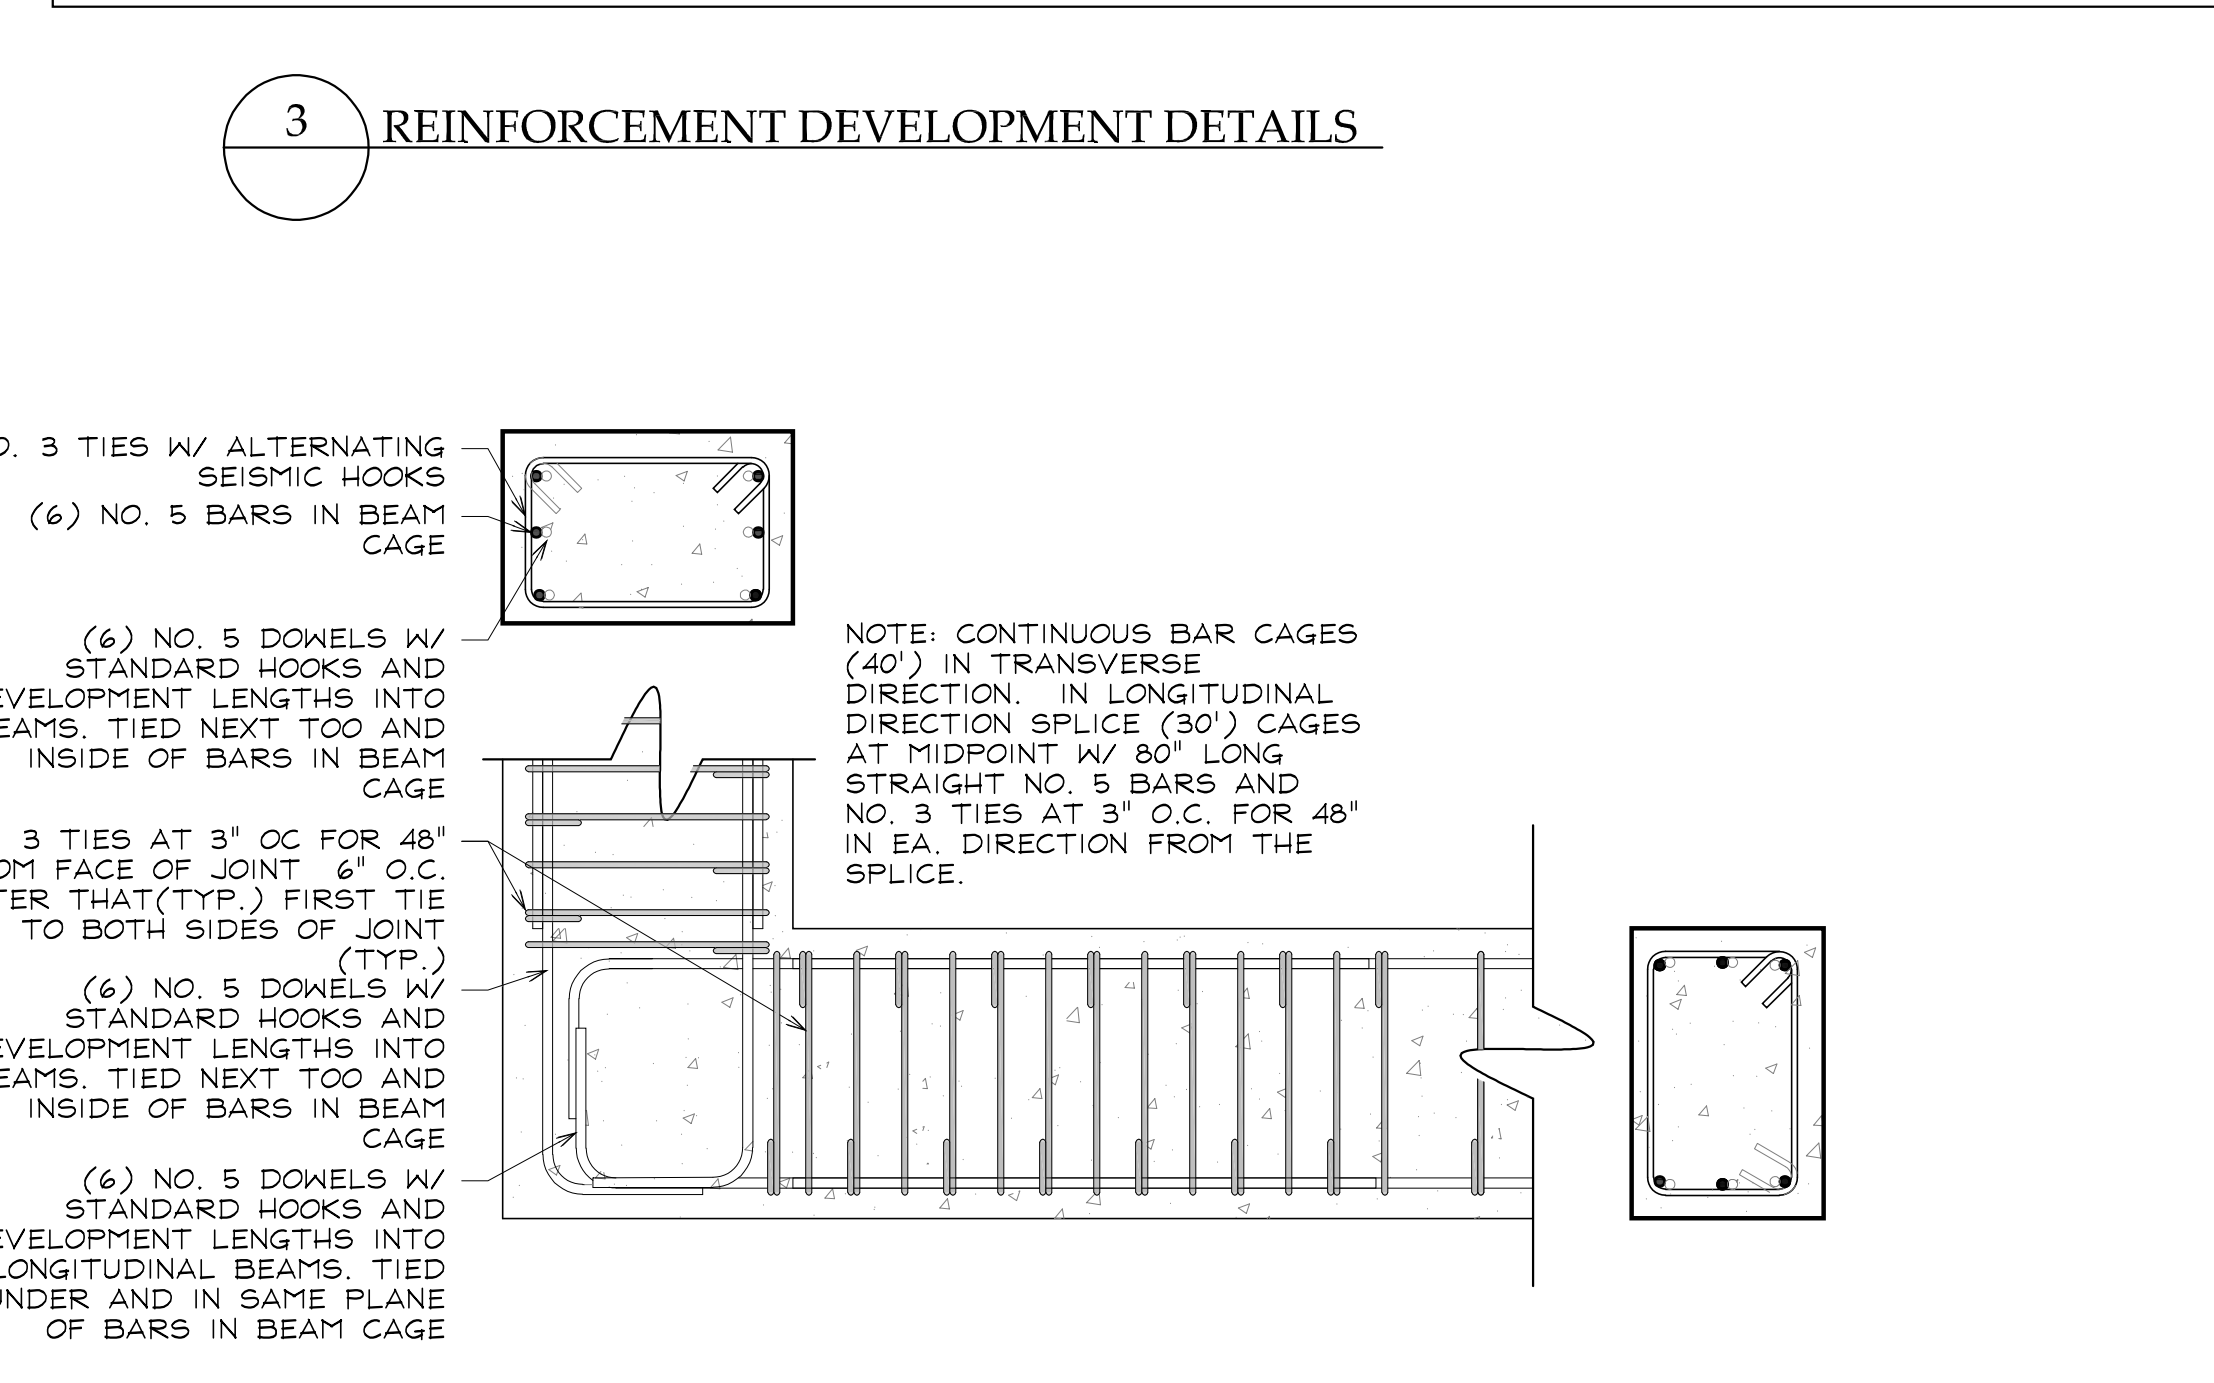 3
REINFORCEMENT DEVELOPMENT DETAILS
3 TIES W/ ALTERNATING
SEISMIC HOOKS
(6) NO. 5 BARS IN BEAM
CAGE
(6) NO. 5 DOWELS W/
STANDARD HOOKS AND
EVELOPMENT LENGTHS INTO
EAMS. TIED NEXT TOO AND
INSIDE OF BARS IN BEAM
CAGE
3 TIES AT 3" OC FOR 48"
OM FACE OF JOINT 6" O.C.
TER THAT(TYP.) FIRST TIE
TO BOTH SIDES OF JOINT
(TYP.)
(6) NO. 5 DOWELS W/
STANDARD HOOKS AND
EVELOPMENT LENGTHS INTO
EAMS. TIED NEXT TOO AND
INSIDE OF BARS IN BEAM
CAGE
(6) NO. 5 DOWELS W/
STANDARD HOOKS AND
EVELOPMENT LENGTHS INTO
LONGITUDINAL BEAMS. TIED
UNDER AND IN SAME PLANE
OF BARS IN BEAM CAGE
NOTE: CONTINUOUS BAR CAGES
(40') IN TRANSVERSE
DIRECTION. IN LONGITUDINAL
DIRECTION SPLICE (30') CAGES
AT MIDPOINT W/ 80" LONG
STRAIGHT NO. 5 BARS AND
NO. 3 TIES AT 3" O.C. FOR 48"
IN EA. DIRECTION FROM THE
SPLICE.